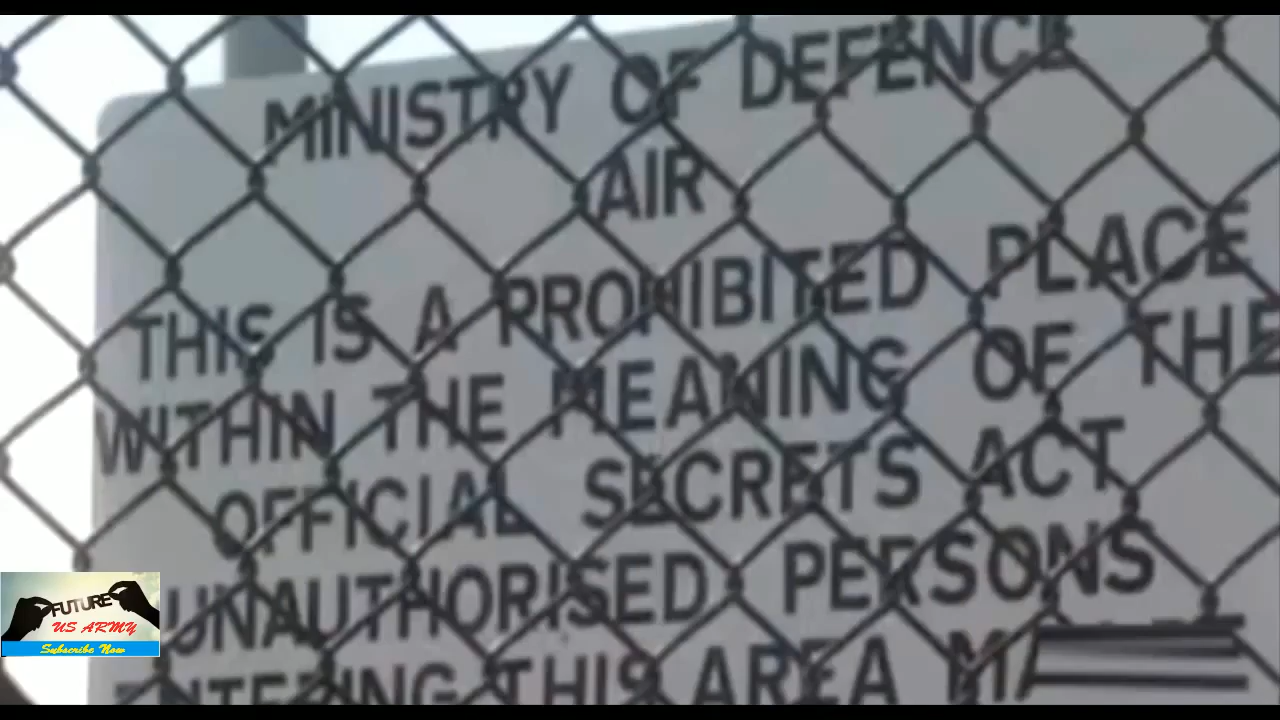 MINISTRY OF DEFENCE
AIR
THIS IS A PROHIBITED PLACE
WITHIN THE MEANING OF THE
OFFICIAL SECRETS ACT
UNAUTHORISED PERSONS
ENTERING THIS AREA
FUTURE
US ARMY
Subscribe Now